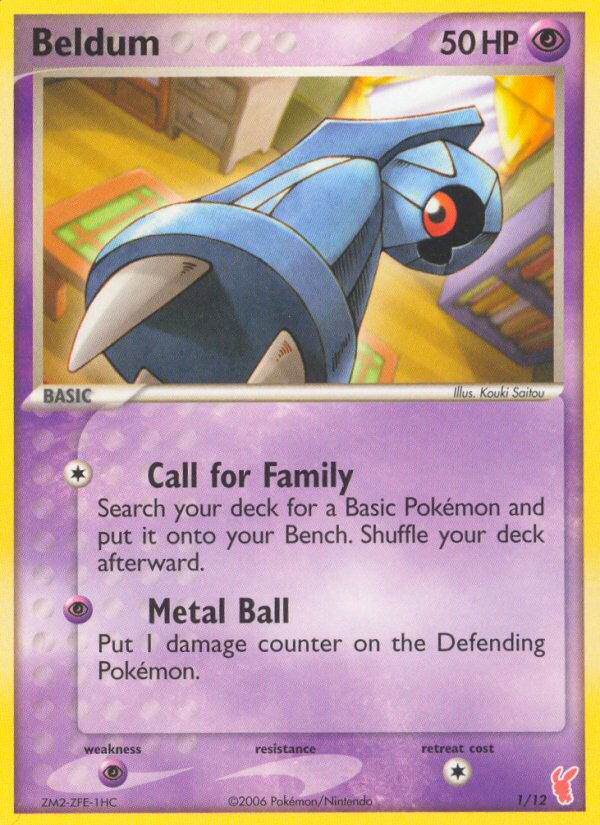 Beldum 50 HP
BASIC Illus. Kouki Saitou
Call for Family
Search your deck for a Basic Pokémon and
put it onto your Bench. Shuffle your deck
afterward.
Metal Ball
Put 1 damage counter on the Defending
Pokémon.
weakness resistance retreat cost
ZM2-ZFE-1HC ©2006 Pokémon/Nintendo 1/12